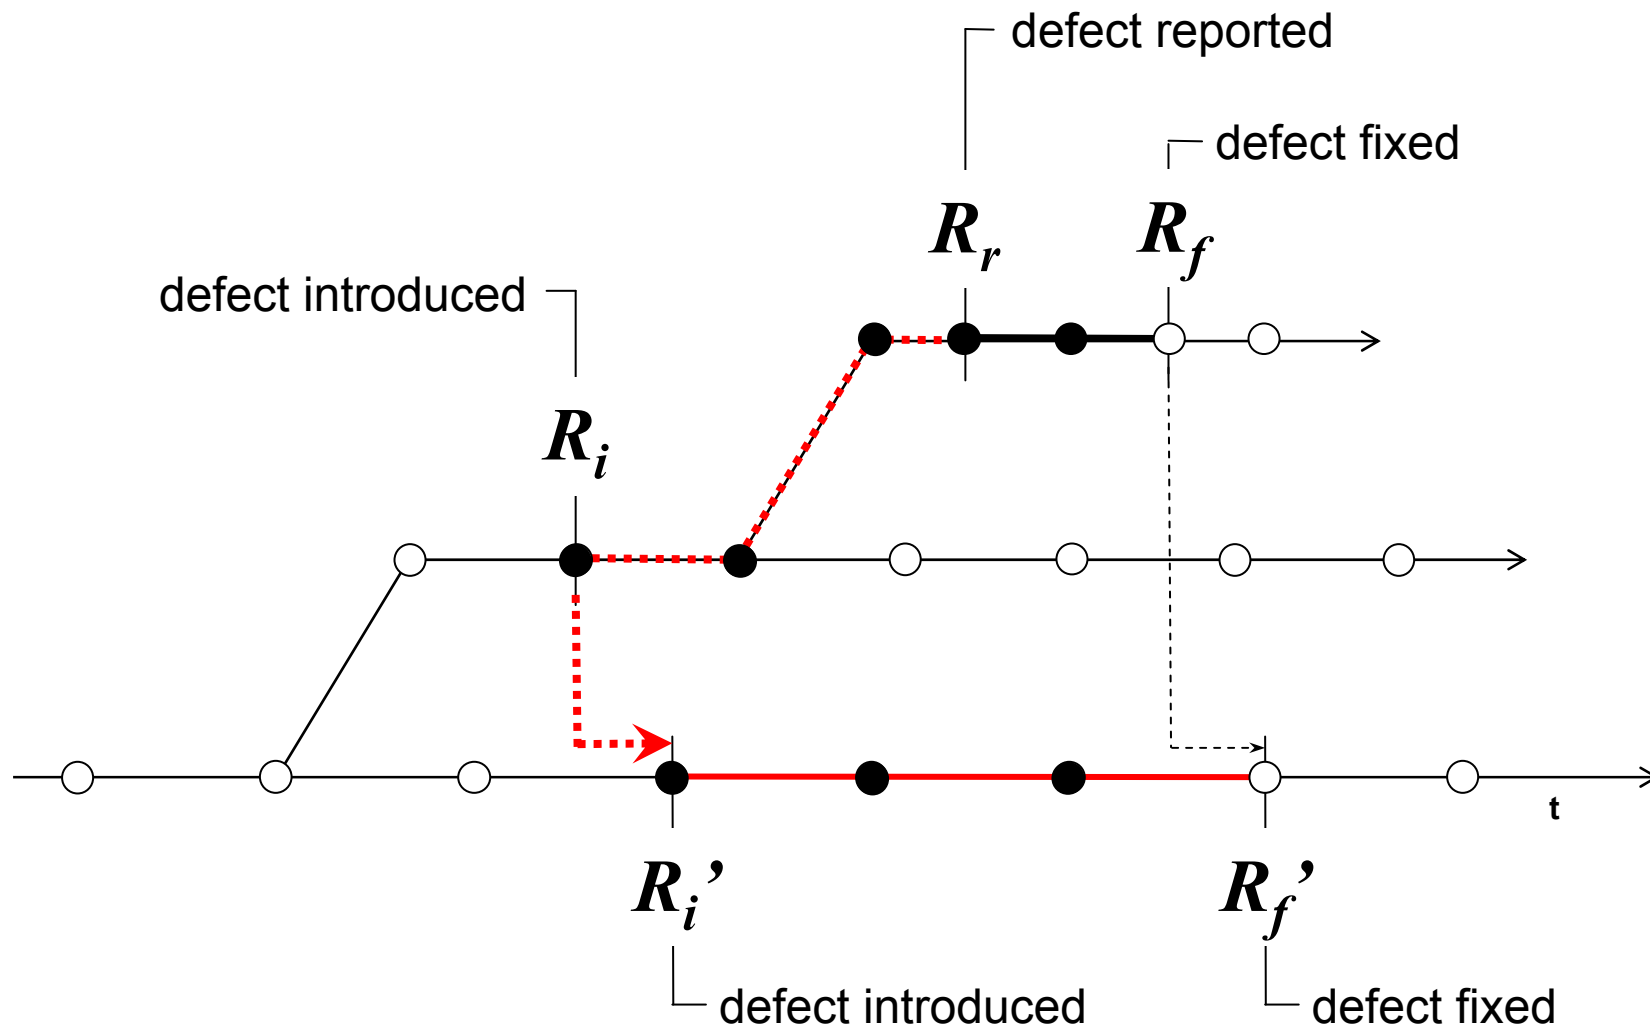 defect reported
defect fixed
Rr
Rf
defect introduced
Ri
t
Ri’
Rf’
defect introduced
defect fixed